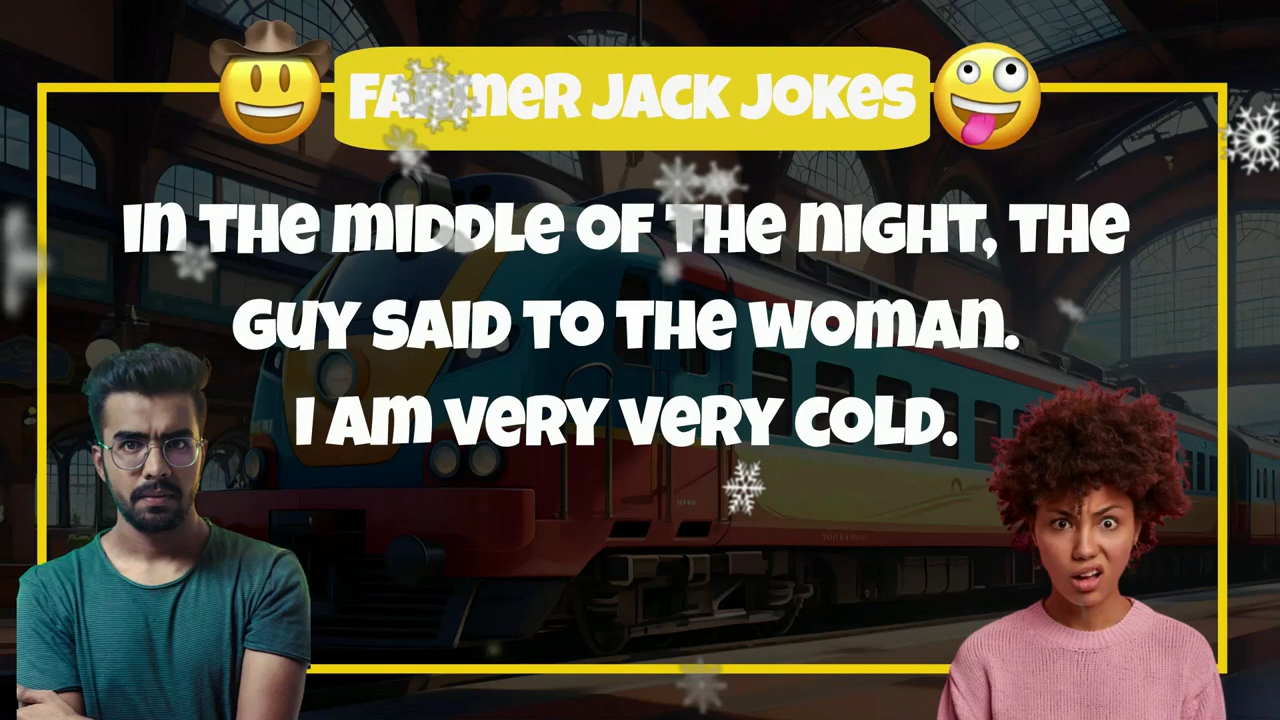 FARMER JACK JOKES
IN THE MIDDLE OF THE NIGHT, THE
GUY SAID TO THE WOMAN.
I AM VERY VERY COLD.